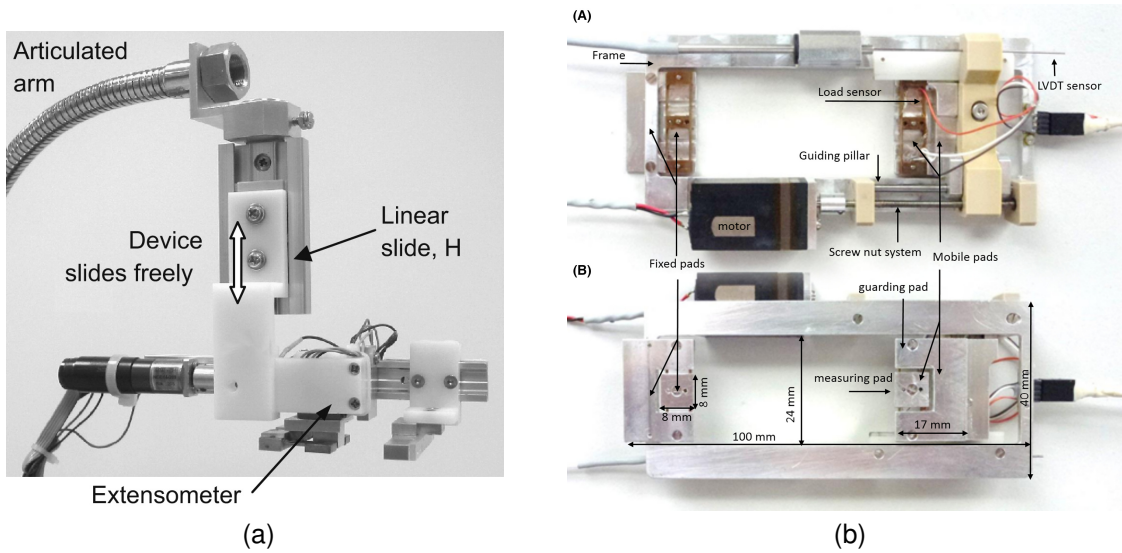 Articulated
arm
Device
slides freely
Linear
slide, H
Extensometer
(a)
(A)
Frame
LVDT sensor
Load sensor
Guiding pillar
motor
Screw nut system
Fixed pads
Mobile pads
(B)
guarding pad
measuring pad
8 mm
8 mm
24 mm
40 mm
17 mm
100 mm
(b)